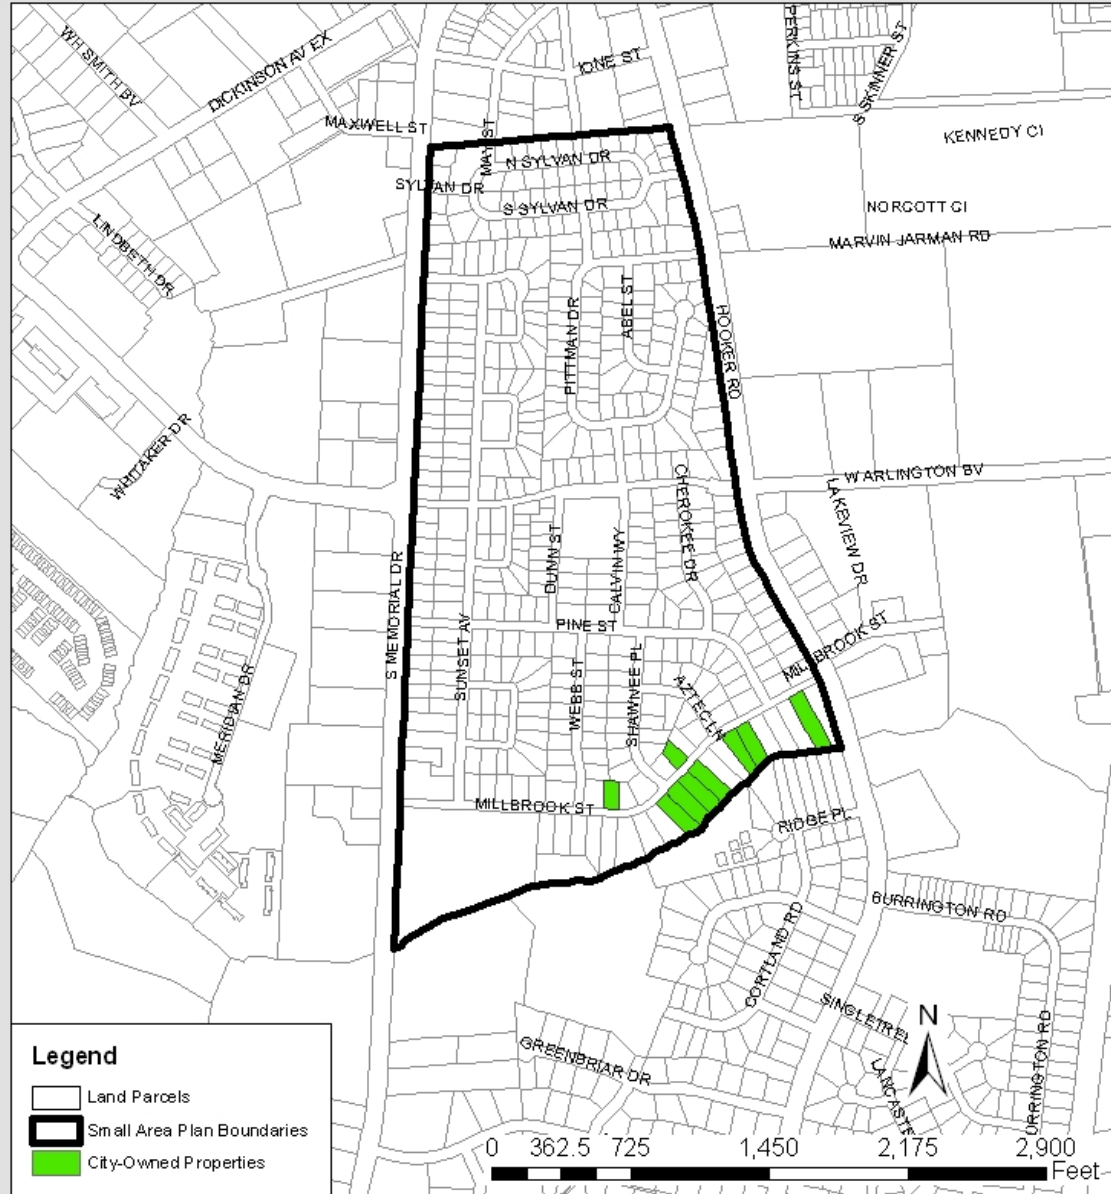 PERKINS ST
S SKINNER ST
WH SMITH BV
DICKINSON AV EX
IONE ST
MAXWELL ST
KENNEDY CI
MAY ST
N SYLVAN DR
SYLVAN DR
S SYLVAN DR
NORCOTT CI
MARVIN JARMAN RD
LINDBETH DR
ABEL ST
PITTMAN DR
HOOKER RD
WHITAKER DR
W ARLINGTON BV
CHEROKEE DR
LAKEVIEW DR
DUNN ST
CALVIN WY
S MEMORIAL DR
PINE ST
SUNSET AV
MILLBROOK ST
WEBB ST
SHAWNEE PL
AZTEC LN
MERIDIAN DR
MILLBROOK ST
RIDGE PL
BURRINGTON RD
CORTLAND RD
SINGLETREE
GREENBRIAR DR
LANCASTE
URRINGTON RD
N
Legend
Land Parcels
Small Area Plan Boundaries
City-Owned Properties
0 362.5 725 1,450 2,175 2,900
Feet